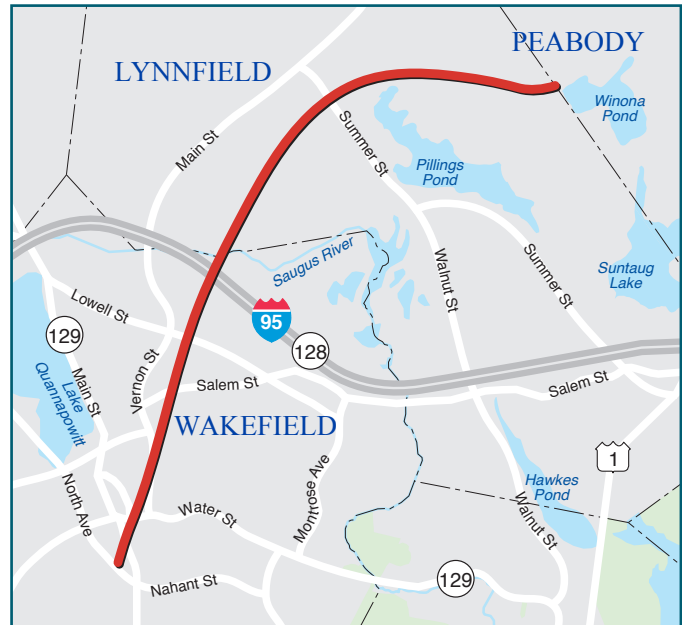 PEABODY
LYNNFIELD
Winona
Pond
Main St
Summer St
Pillings
Pond
Saugus River
Walnut St
Summer St
Suntaug
Lake
Lowell St
129
95
128
Main St
Lake
Quannapowitt
Vernon St
Salem St
Salem St
WAKEFIELD
1
Montrose Ave
North Ave
Water St
Hawkes
Pond
Walnut St
129
Nahant St